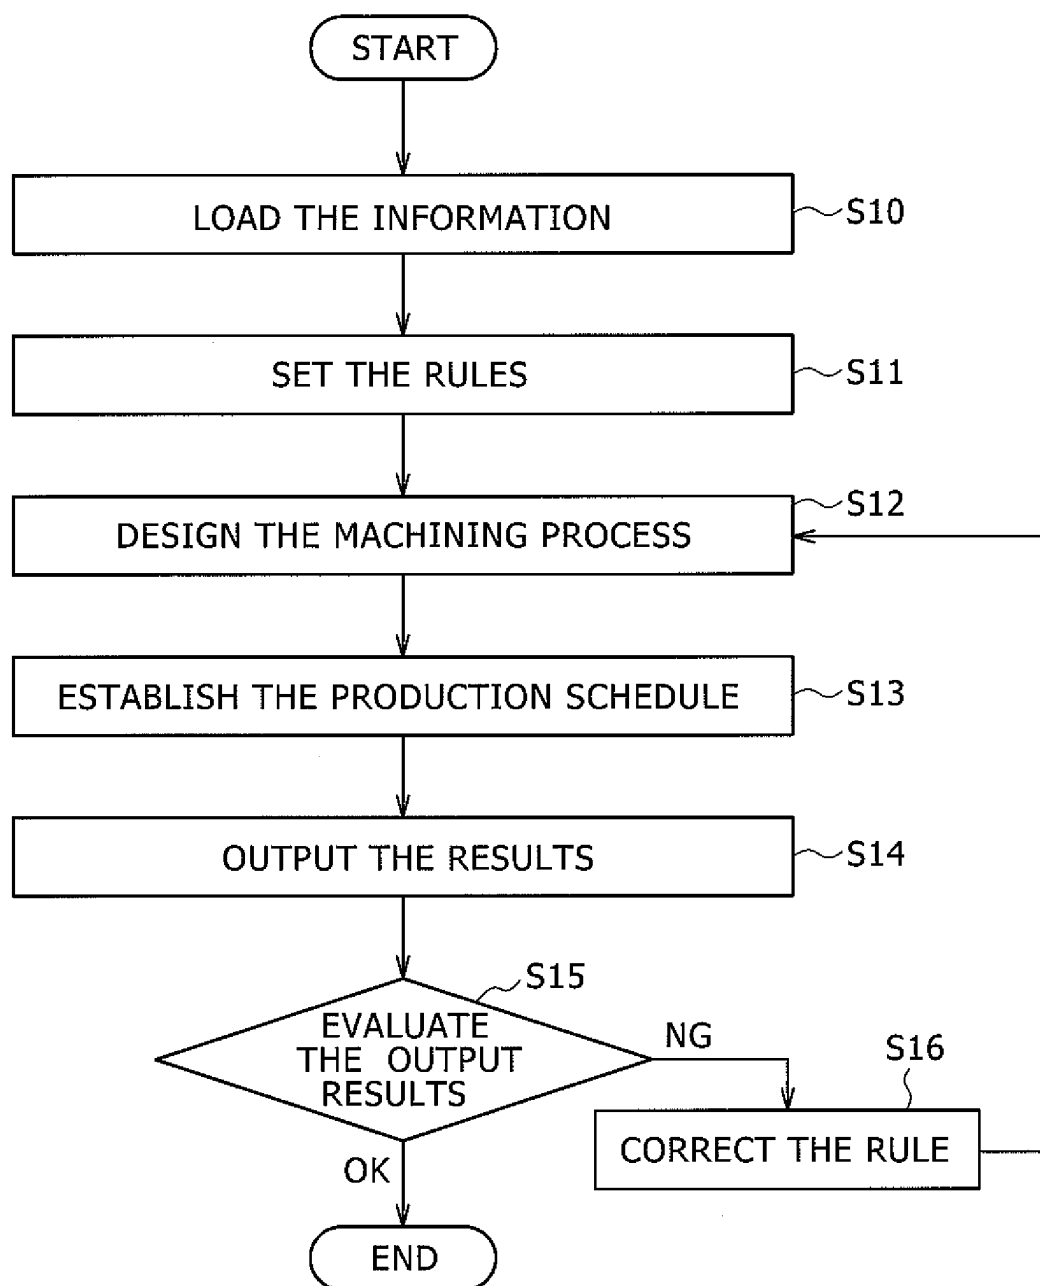 START
LOAD THE INFORMATION
S10
SET THE RULES
S11
S12
DESIGN THE MACHINING PROCESS
ESTABLISH THE PRODUCTION SCHEDULE
S13
OUTPUT THE RESULTS
S14
S15
EVALUATE
THE OUTPUT
RESULTS
NG
S16
CORRECT THE RULE
OK
END